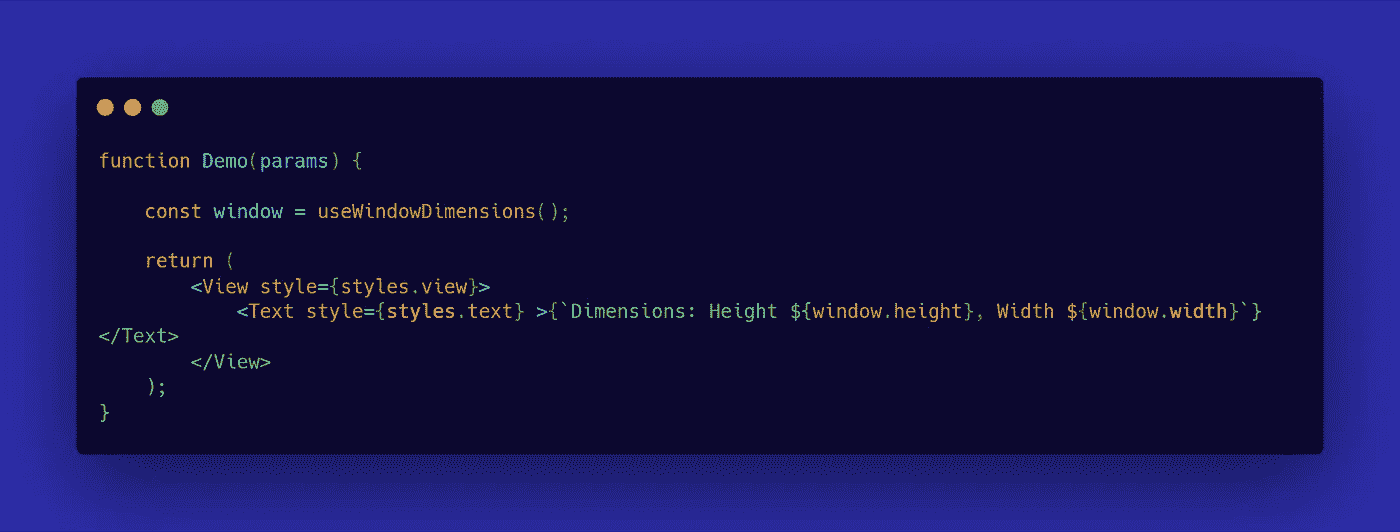 function Demo(params) {
    const window = useWindowDimensions();
    return (
        <View style={styles.view}>
            <Text style={styles.text} >{`Dimensions: Height ${window.height}, Width ${window.width}`}
</Text>
        </View>
    );
}